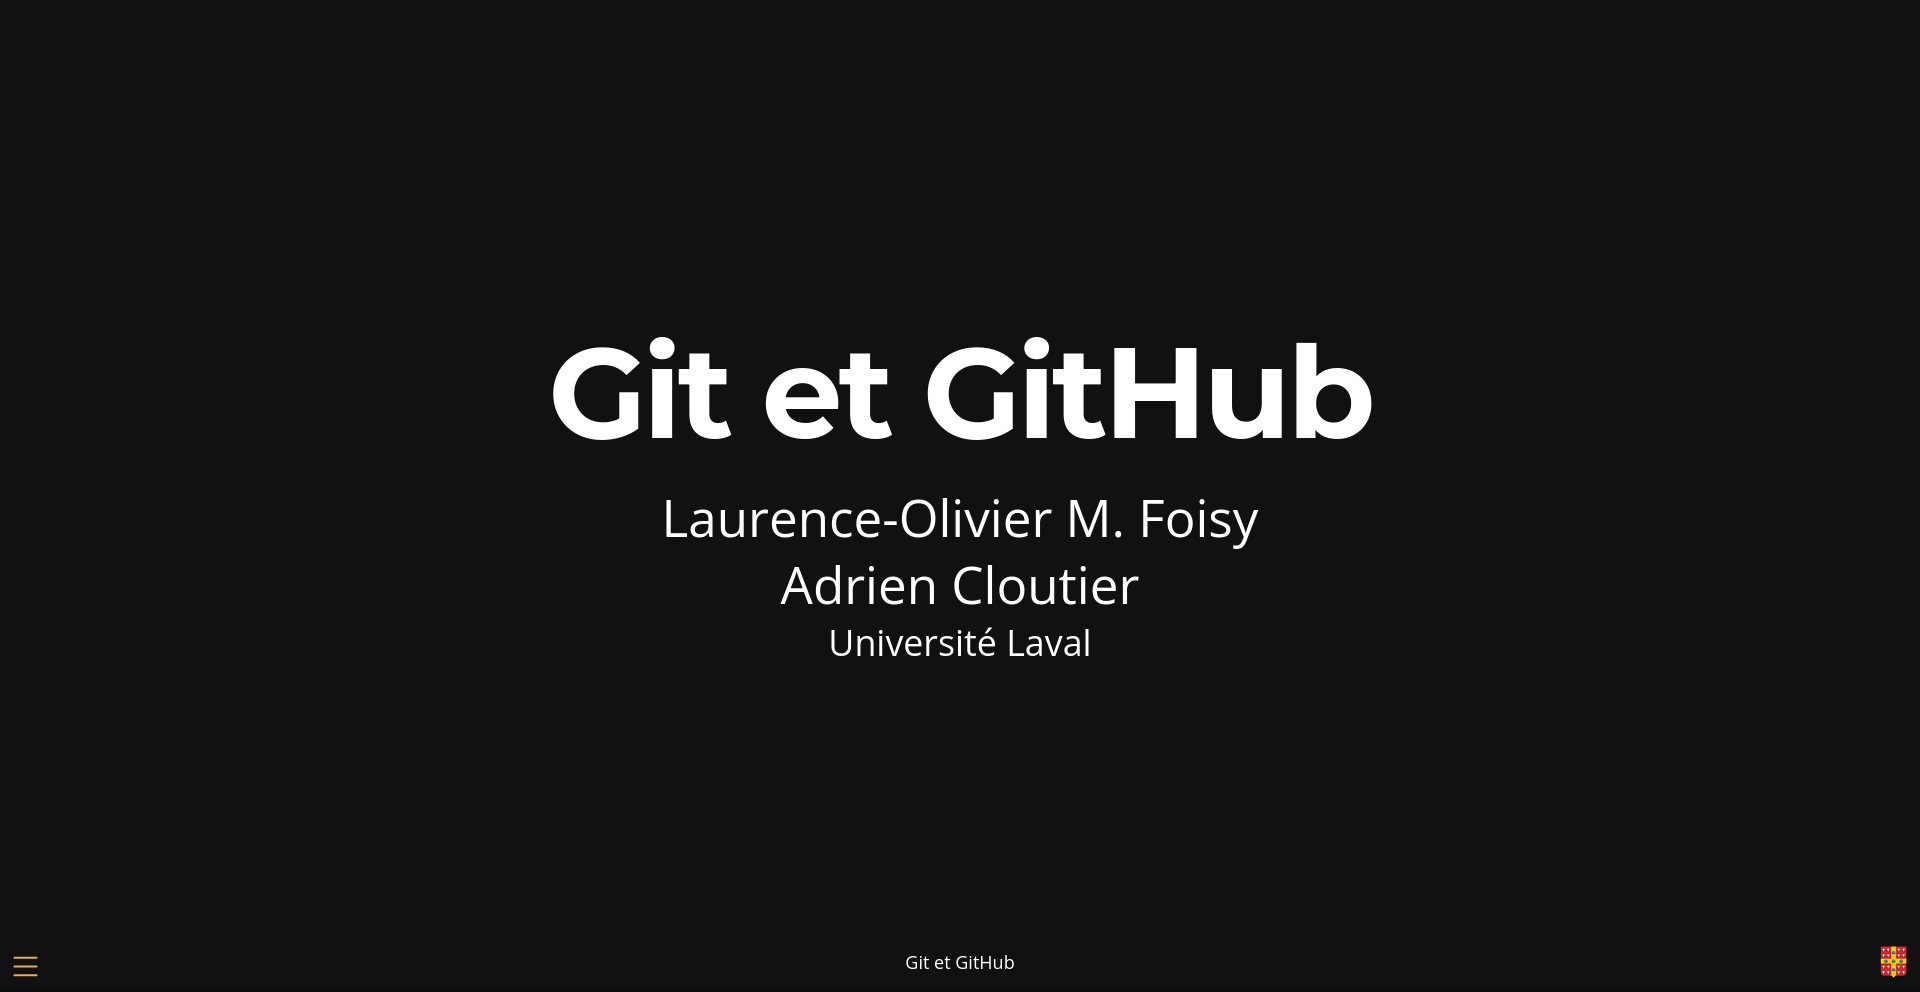 Git et GitHub
Laurence-Olivier M. Foisy
Adrien Cloutier
Université Laval
Git et GitHub